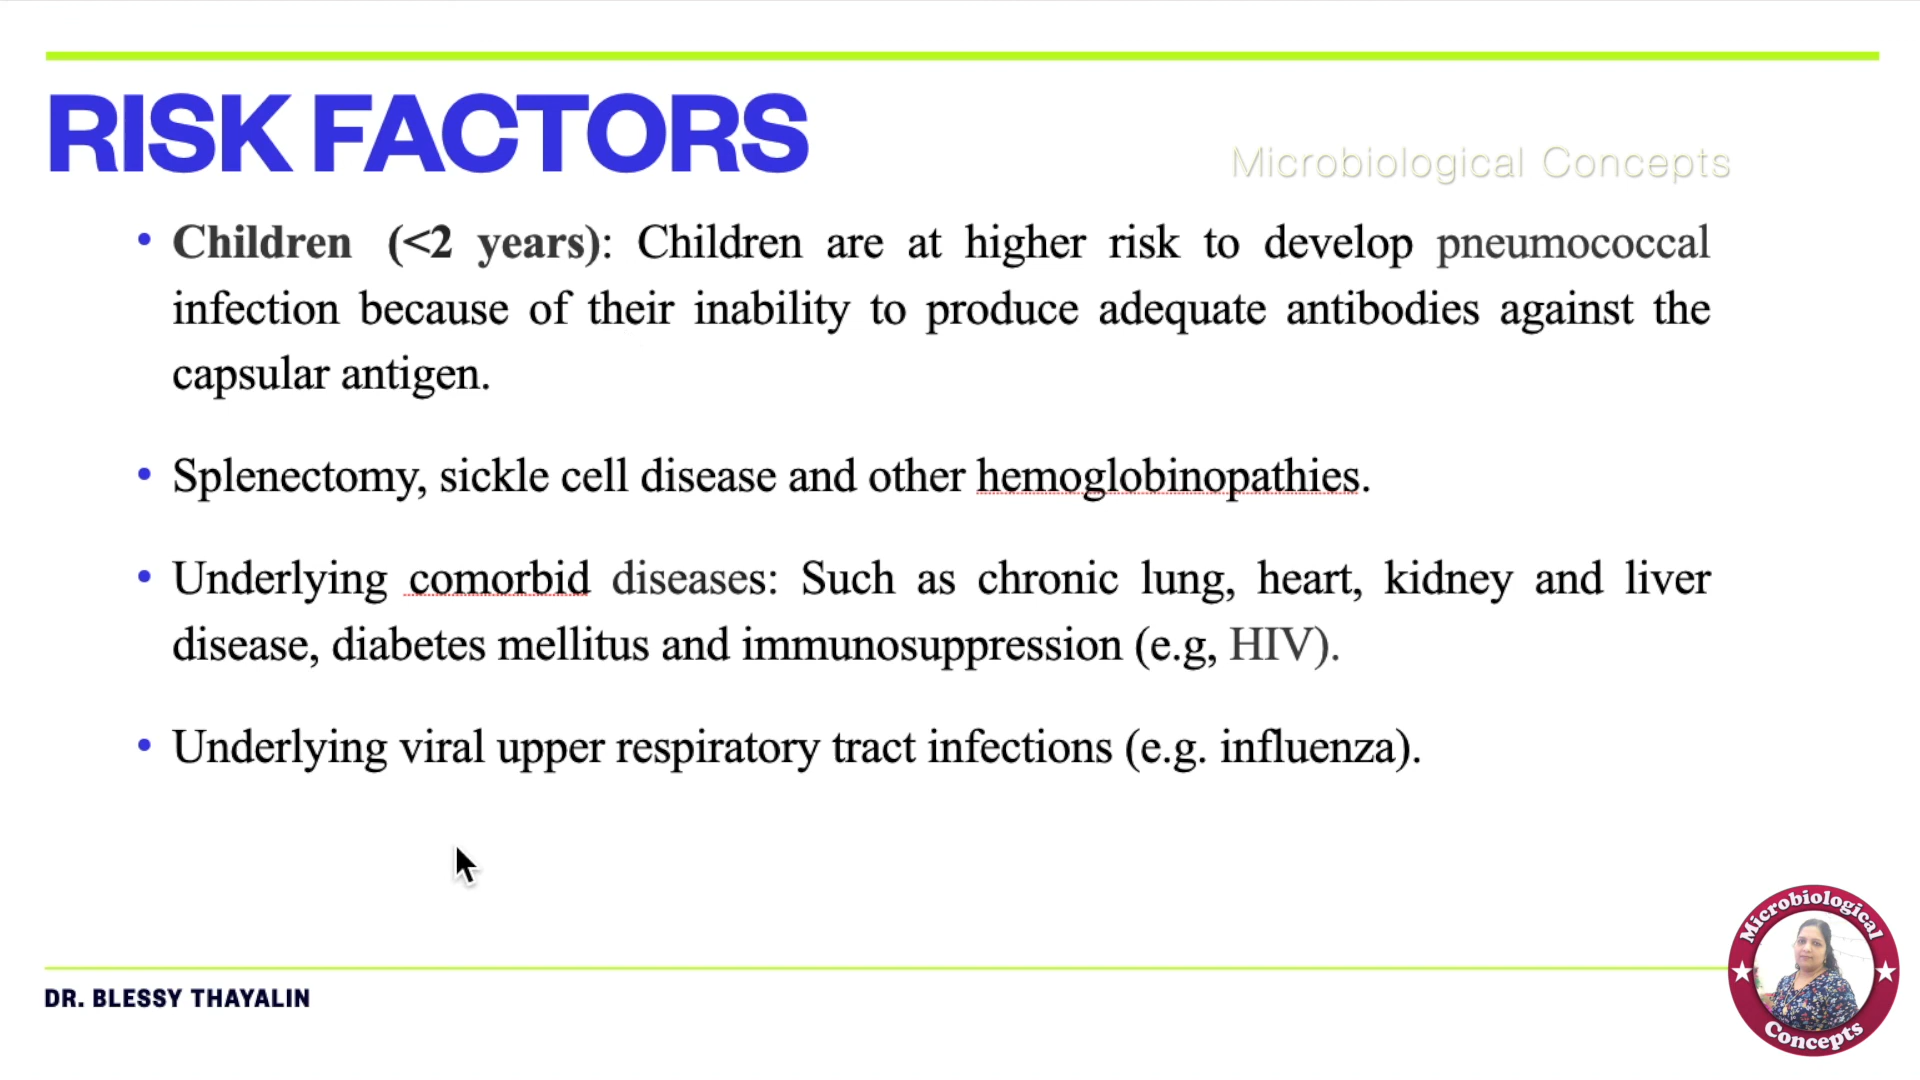 RISK FACTORS
Microbiological Concepts
• Children (<2 years): Children are at higher risk to develop pneumococcal
infection because of their inability to produce adequate antibodies against the
capsular antigen.
• Splenectomy, sickle cell disease and other hemoglobinopathies.
• Underlying comorbid diseases: Such as chronic lung, heart, kidney and liver
disease, diabetes mellitus and immunosuppression (e.g, HIV).
• Underlying viral upper respiratory tract infections (e.g. influenza).
DR. BLESSY THAYALIN
Microbiological
Concepts